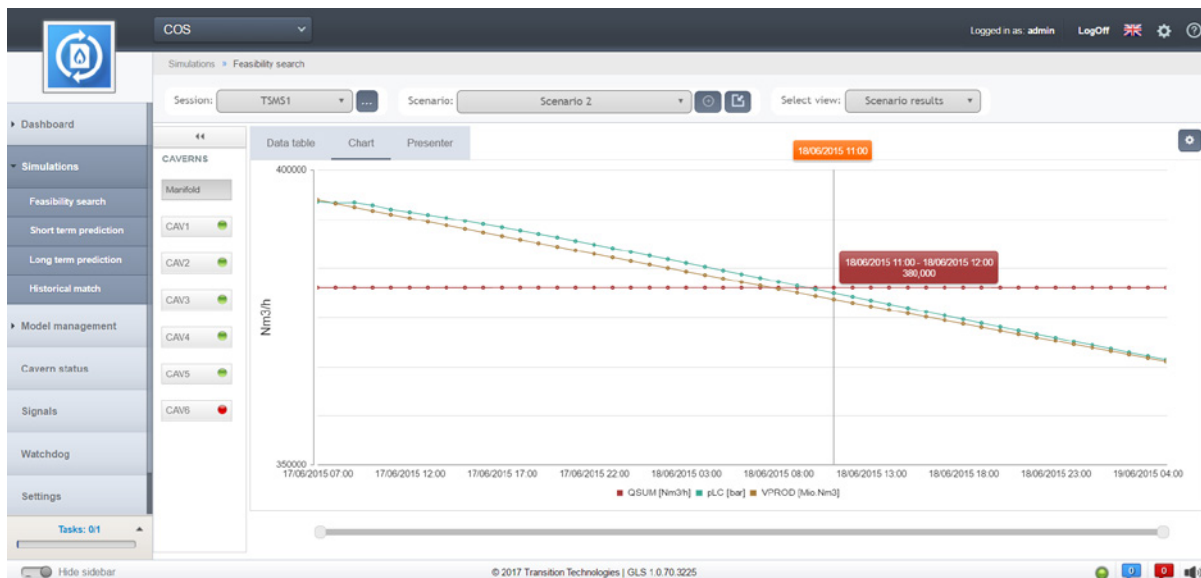 COS
Logged in as: admin LogOff
Simulations » Feasibility search
Session: TSMS1 ... Scenario: Scenario 2 Select view: Scenario results
Dashboard
Simulations
Feasibility search
Short term prediction
Long term prediction
Historical match
Model management
Cavern status
Signals
Watchdog
Settings
Tasks: 0/1
Hide sidebar
CAVERNS
Manifold
CAV1
CAV2
CAV3
CAV4
CAV5
CAV6
Data table Chart Presenter
18/06/2015 11:00
400000
18/06/2015 11:00 - 18/06/2015 12:00
380,000
Nm3/h
350000
17/06/2015 07:00 17/06/2015 12:00 17/06/2015 17:00 17/06/2015 22:00 18/06/2015 03:00 18/06/2015 08:00 18/06/2015 13:00 18/06/2015 18:00 18/06/2015 23:00 19/06/2015 04:00
QSUM [Nm3/h] pLC [bar] VPROD [Mio.Nm3]
© 2017 Transition Technologies | GLS 1.0.70.3225
0 0